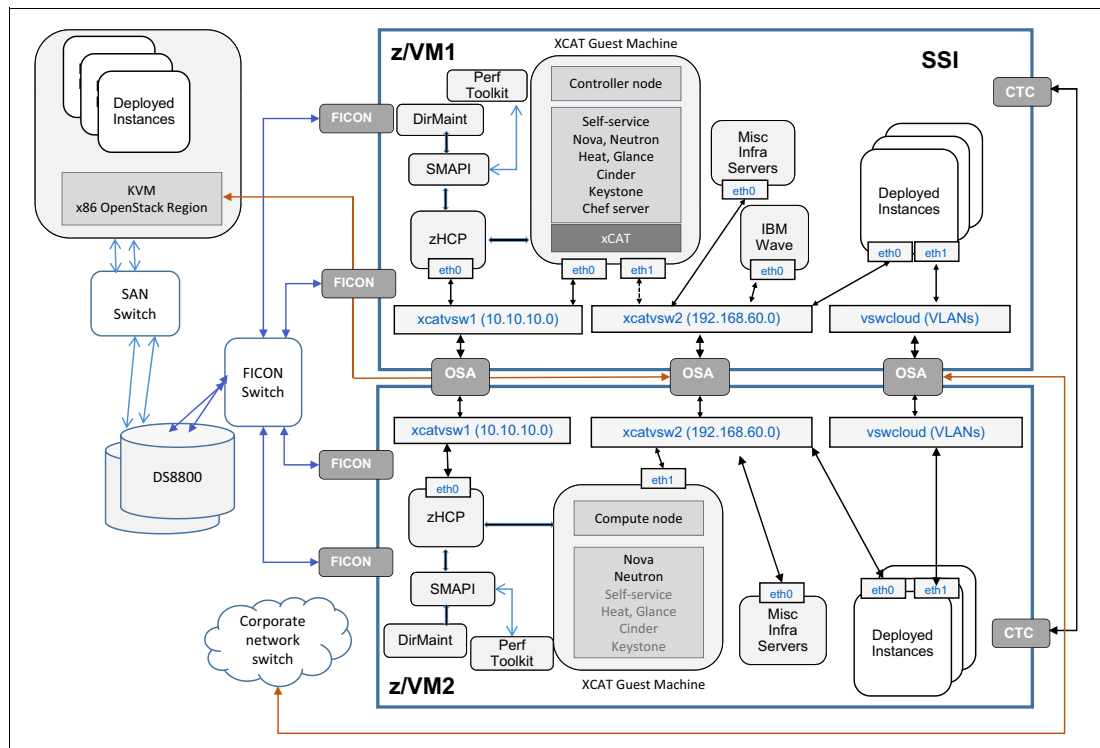 Deployed
Instances
KVM
x86 OpenStack Region
SAN
Switch
FICON
Switch
DS8800
Corporate
network
switch
FICON
FICON
FICON
FICON
z/VM1
XCAT Guest Machine
SSI
CTC
Perf
Toolkit
DirMaint
SMAPI
zHCP
eth0
Controller node
Self-service
Nova, Neutron
Heat, Glance
Cinder
Keystone
Chef server
xCAT
eth0
eth1
Misc
Infra
Servers
eth0
IBM
Wave
eth0
Deployed
Instances
eth0
eth1
xcatvsw1 (10.10.10.0)
xcatvsw2 (192.168.60.0)
vswcloud (VLANs)
OSA
OSA
OSA
xcatvsw1 (10.10.10.0)
xcatvsw2 (192.168.60.0)
vswcloud (VLANs)
eth0
zHCP
SMAPI
DirMaint
Perf
Toolkit
eth1
Compute node
Nova
Neutron
Self-service
Heat, Glance
Cinder
Keystone
XCAT Guest Machine
eth0
Misc
Infra
Servers
eth0
eth1
Deployed
Instances
CTC
z/VM2